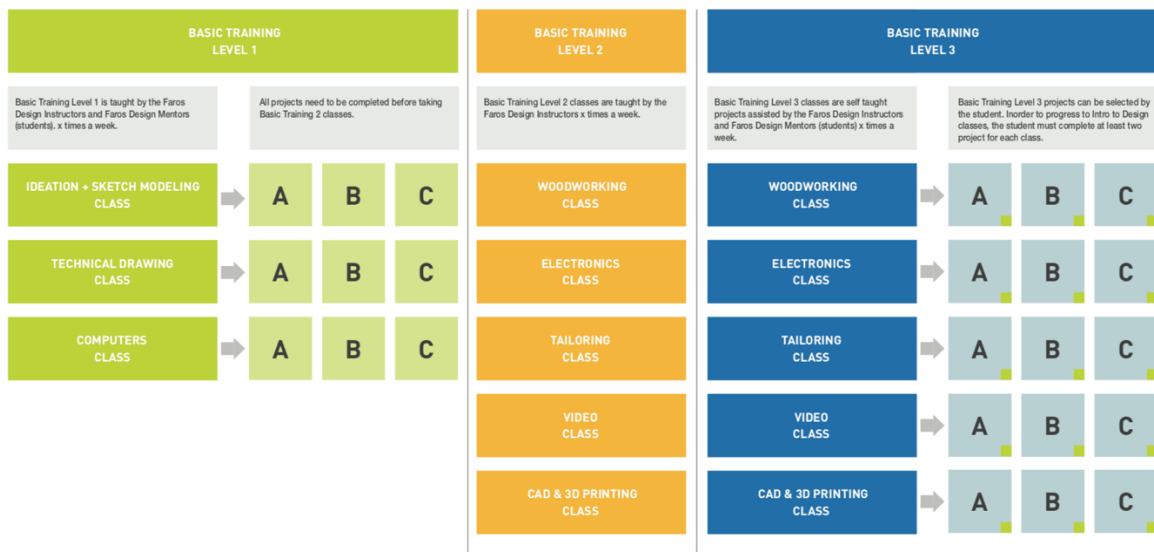 BASIC TRAINING
LEVEL 1
Basic Training Level 1 is taught by the Faros
Design Instructors and Faros Design Mentors
(students). x times a week.
All projects need to be completed before taking
Basic Training 2 classes.
IDEATION + SKETCH MODELING
CLASS
A B C
TECHNICAL DRAWING
CLASS
A B C
COMPUTERS
CLASS
A B C
BASIC TRAINING
LEVEL 2
Basic Training Level 2 classes are taught by the
Faros Design Instructors x times a week.
WOODWORKING
CLASS
ELECTRONICS
CLASS
TAILORING
CLASS
VIDEO
CLASS
CAD & 3D PRINTING
CLASS
BASIC TRAINING
LEVEL 3
Basic Training Level 3 classes are self taught
projects assisted by the Faros Design Instructors
and Faros Design Mentors (students) x times a
week.
Basic Training Level 3 projects can be selected by
the student. Inorder to progress to Intro to Design
classes, the student must complete at least two
project for each class.
WOODWORKING
CLASS
A B C
ELECTRONICS
CLASS
A B C
TAILORING
CLASS
A B C
VIDEO
CLASS
A B C
CAD & 3D PRINTING
CLASS
A B C